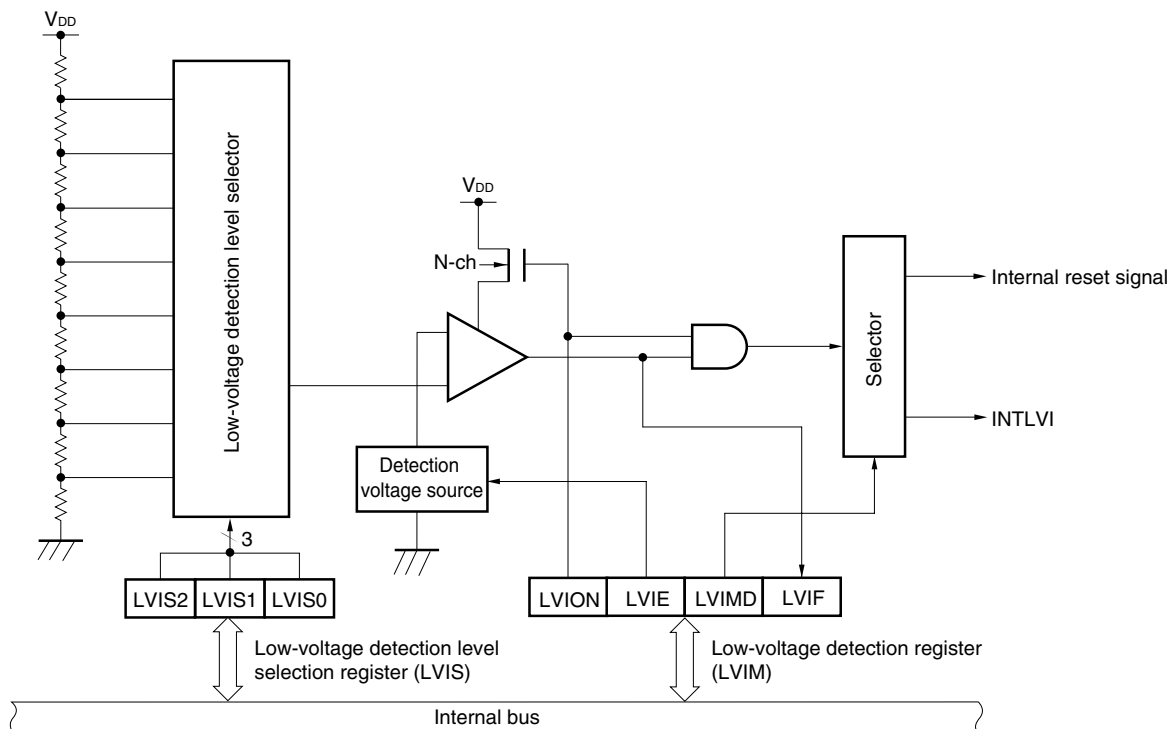 VDD
Low-voltage detection level selector
VDD
N-ch
Internal reset signal
Selector
INTLVI
Detection
voltage source
3
LVIS2 LVIS1 LVIS0
LVION LVIE LVIMD LVIF
Low-voltage detection level
selection register (LVIS)
Low-voltage detection register
(LVIM)
Internal bus